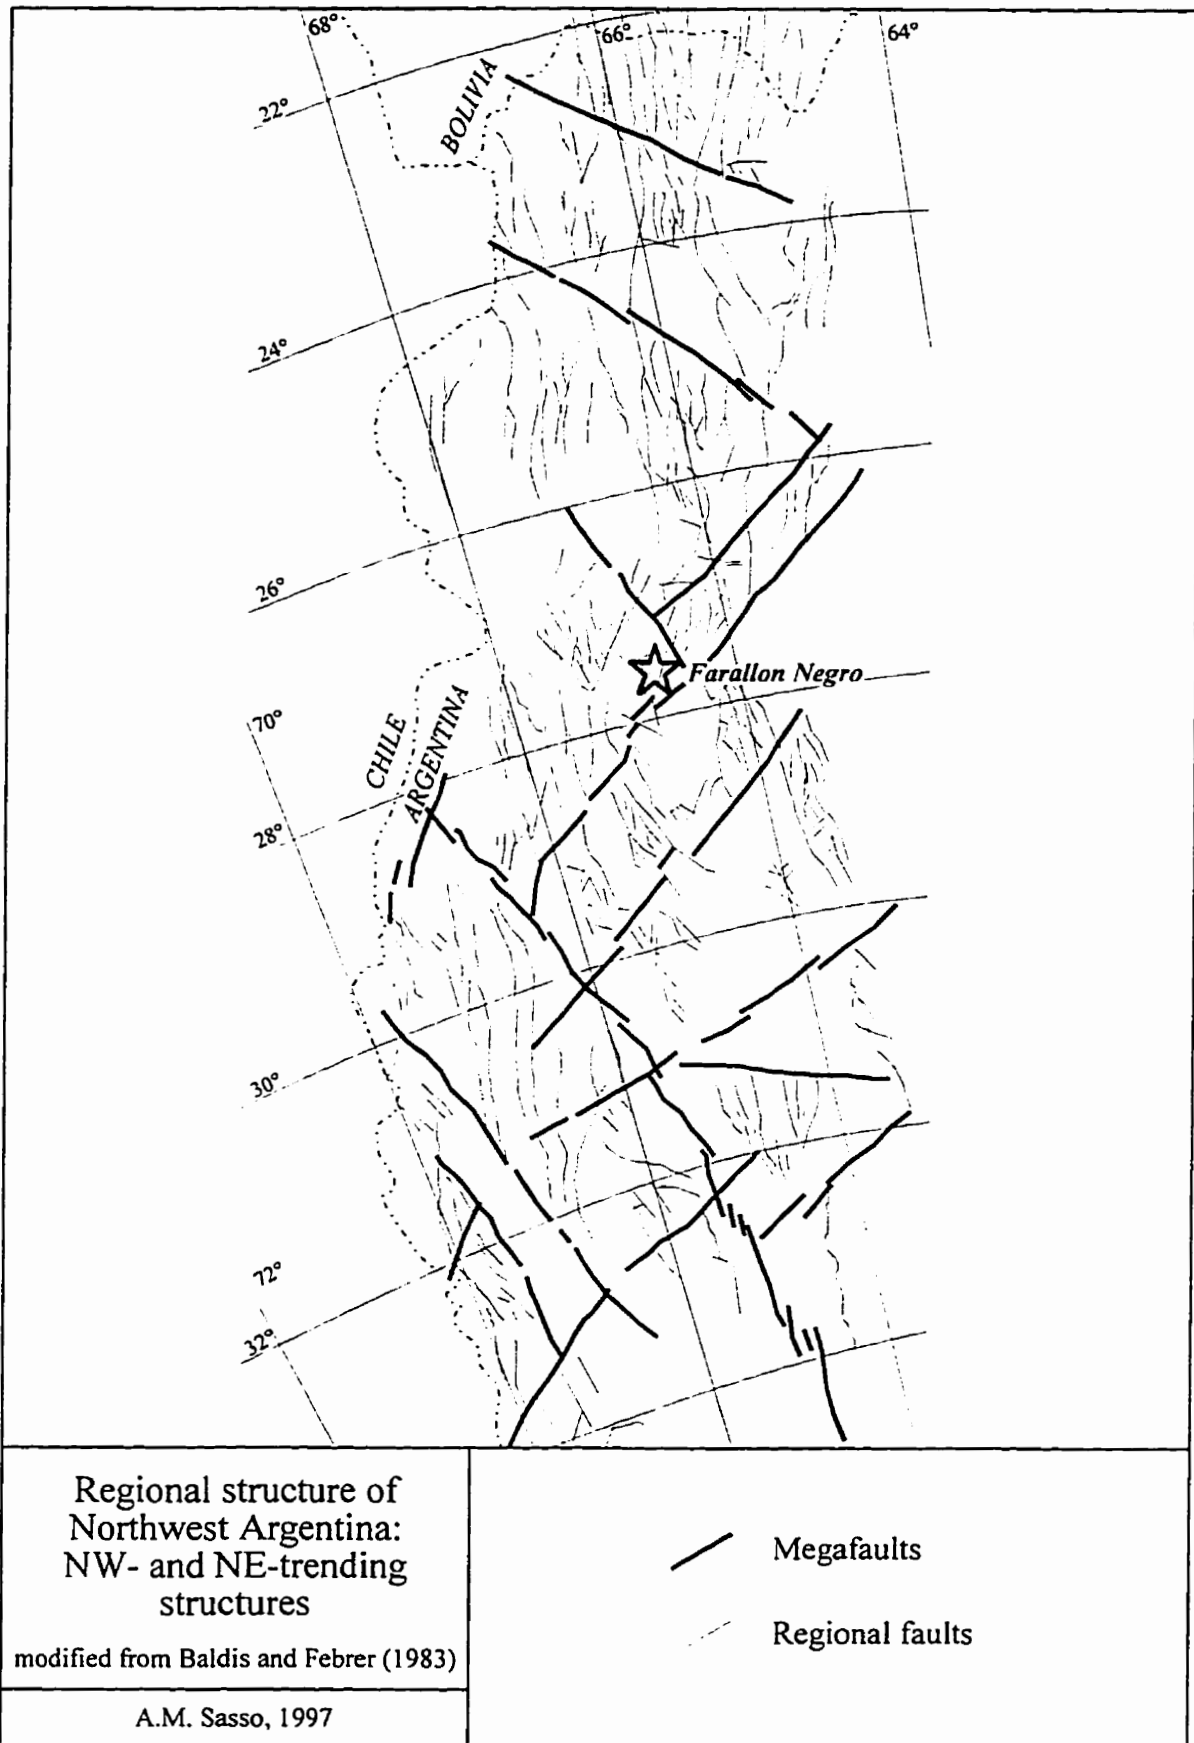 68°
66°
64°
22°
BOLIVIA
24°
26°
Farallon Negro
70°
CHILE
ARGENTINA
28°
30°
72°
32°
Regional structure of
Northwest Argentina:
NW- and NE-trending
structures
modified from Baldis and Febrer (1983)
A.M. Sasso, 1997
Megafaults
Regional faults